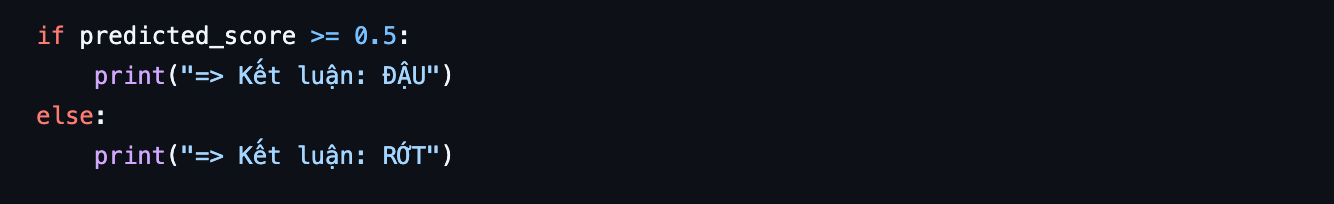 if predicted_score >= 0.5:
    print("=> Kết luận: ĐẬU")
else:
    print("=> Kết luận: RỚT")